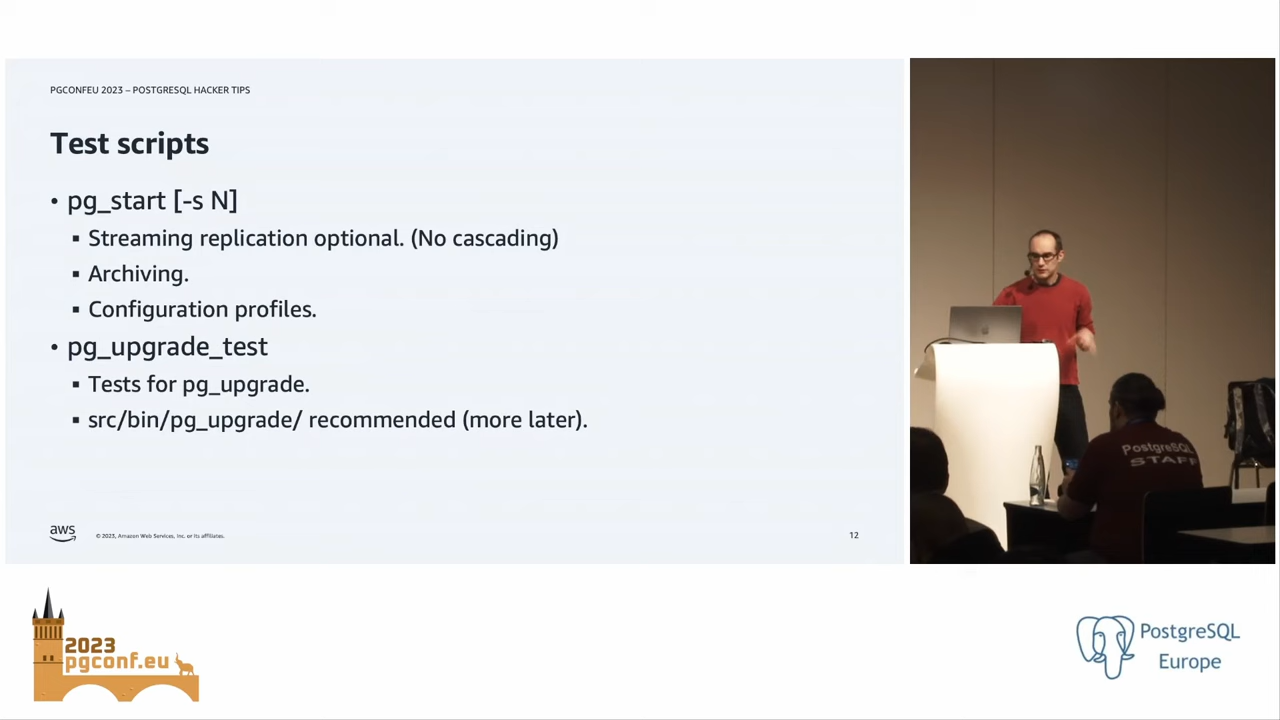 PGCONFEU 2023 – POSTGRESQL HACKER TIPS
Test scripts
• pg_start [-s N]
▪ Streaming replication optional. (No cascading)
▪ Archiving.
▪ Configuration profiles.
• pg_upgrade_test
▪ Tests for pg_upgrade.
▪ src/bin/pg_upgrade/ recommended (more later).
aws
© 2023, Amazon Web Services, Inc. or its affiliates.
12
PostgreSQL
STAFF
2023
pgconf.eu
PostgreSQL
Europe